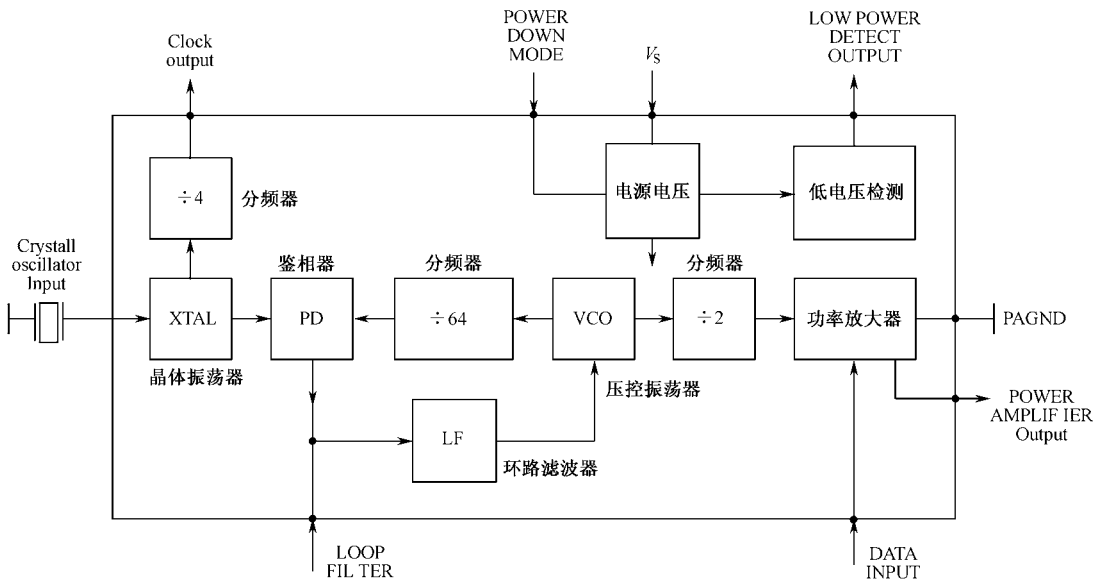 Clock
output
POWER
DOWN
MODE
VS
LOW POWER
DETECT
OUTPUT
÷4
分频器
电源电压
低电压检测
Crystall
oscillator
Input
XTAL
晶体振荡器
鉴相器
PD
分频器
÷64
VCO
压控振荡器
分频器
÷2
功率放大器
PAGND
POWER
AMPLIF IER
Output
LF
环路滤波器
LOOP
FIL TER
DATA
INPUT